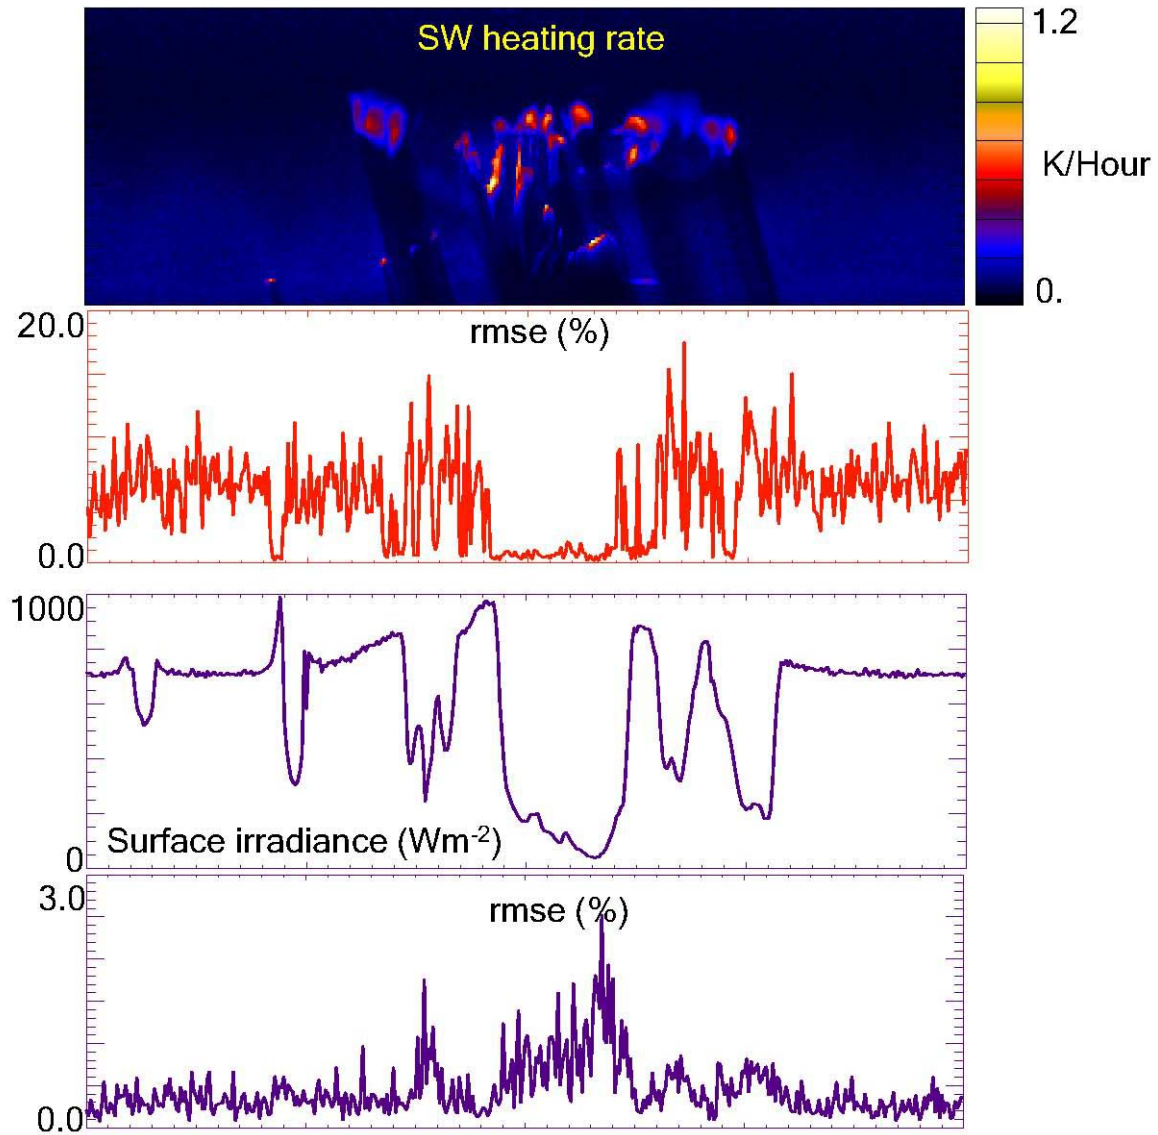 SW heating rate
1.2
K/Hour
0.
20.0
rmse (%)
0.0
1000
Surface irradiance (Wm⁻²)
0
3.0
rmse (%)
0.0